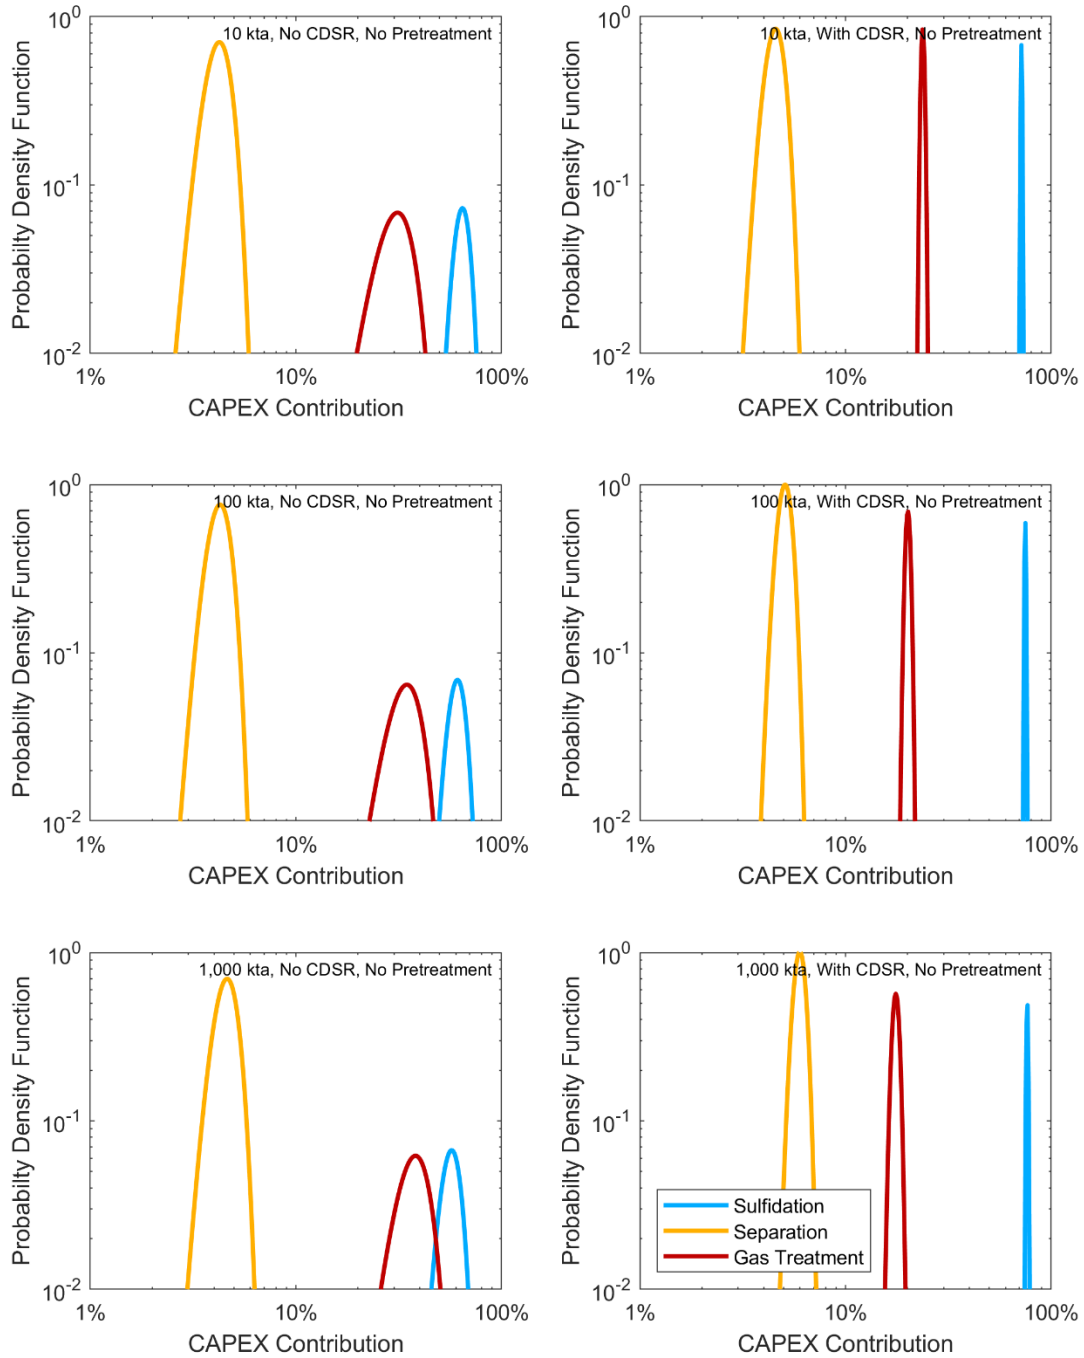 10 kta, No CDSR, No Pretreatment
10⁰
10⁻¹
10⁻²
Probabilty Density Function
1%
10%
100%
CAPEX Contribution
10 kta, With CDSR, No Pretreatment
10⁰
10⁻¹
10⁻²
Probabilty Density Function
1%
10%
100%
CAPEX Contribution
100 kta, No CDSR, No Pretreatment
10⁰
10⁻¹
10⁻²
Probabilty Density Function
1%
10%
100%
CAPEX Contribution
100 kta, With CDSR, No Pretreatment
10⁰
10⁻¹
10⁻²
Probabilty Density Function
1%
10%
100%
CAPEX Contribution
1,000 kta, No CDSR, No Pretreatment
10⁰
10⁻¹
10⁻²
Probabilty Density Function
1%
10%
100%
CAPEX Contribution
1,000 kta, With CDSR, No Pretreatment
10⁰
10⁻¹
10⁻²
Probabilty Density Function
Sulfidation
Separation
Gas Treatment
1%
10%
100%
CAPEX Contribution